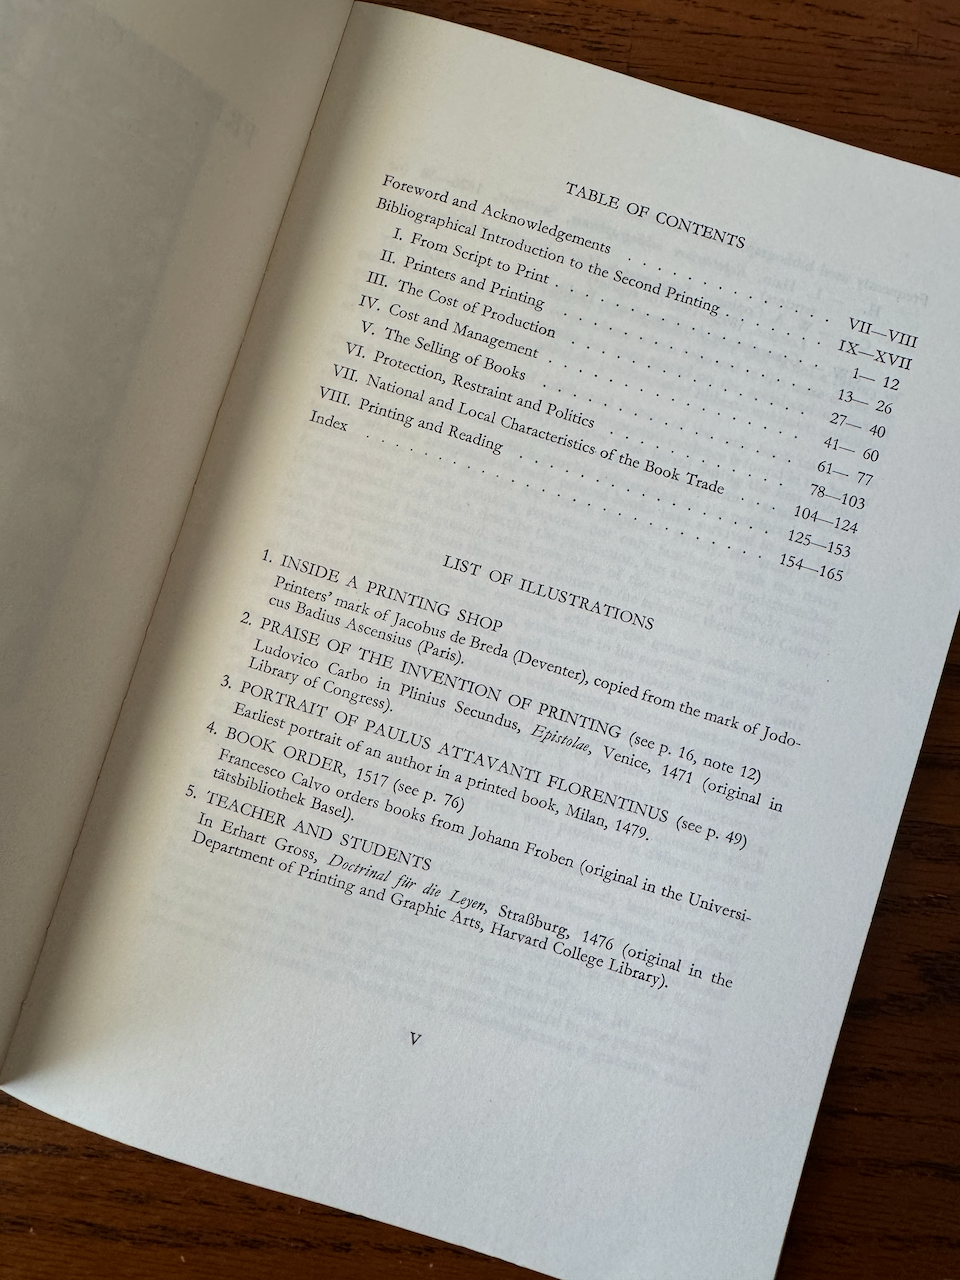 TABLE OF CONTENTS
Foreword and Acknowledgements . . . . . . . . . . . VII—VIII
Bibliographical Introduction to the Second Printing . . . . . . . IX—XVII
I. From Script to Print . . . . . . . . . . . . . . . 1— 12
II. Printers and Printing . . . . . . . . . . . . . . 13— 26
III. The Cost of Production . . . . . . . . . . . . . 27— 40
IV. Cost and Management . . . . . . . . . . . . . 41— 60
V. The Selling of Books . . . . . . . . . . . . . . 61— 77
VI. Protection, Restraint and Politics . . . . . . . . . . 78—103
VII. National and Local Characteristics of the Book Trade . . . . 104—124
VIII. Printing and Reading . . . . . . . . . . . . . . 125—153
Index . . . . . . . . . . . . . . . . . . . 154—165
LIST OF ILLUSTRATIONS
1. INSIDE A PRINTING SHOP
Printers' mark of Jacobus de Breda (Deventer), copied from the mark of Jodo-
cus Badius Ascensius (Paris).
2. PRAISE OF THE INVENTION OF PRINTING (see p. 16, note 12)
Ludovico Carbo in Plinius Secundus, Epistolae, Venice, 1471 (original in
Library of Congress).
3. PORTRAIT OF PAULUS ATTAVANTI FLORENTINUS (see p. 49)
Earliest portrait of an author in a printed book, Milan, 1479.
4. BOOK ORDER, 1517 (see p. 76)
Francesco Calvo orders books from Johann Froben (original in the Universi-
tätsbibliothek Basel).
5. TEACHER AND STUDENTS
In Erhart Gross, Doctrinal für die Leyen, Straßburg, 1476 (original in the
Department of Printing and Graphic Arts, Harvard College Library).
V